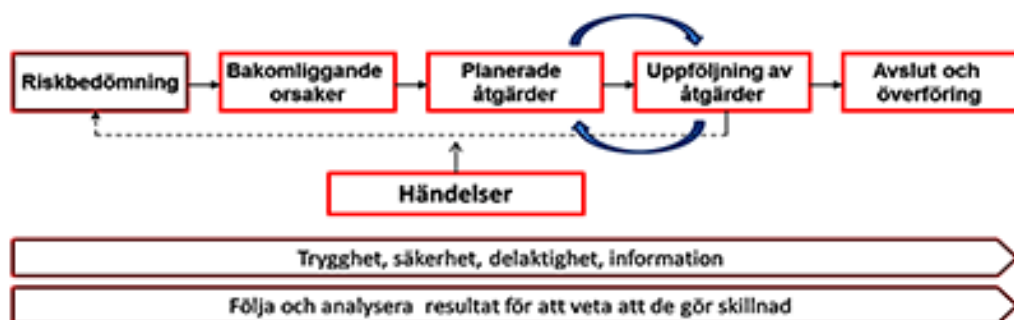 Riskbedömning
Bakomliggande
orsaker
Planerade
åtgärder
Uppföljning av
åtgärder
Avslut och
överföring
Händelser
Trygghet, säkerhet, delaktighet, information
Följa och analysera resultat för att veta att de gör skillnad